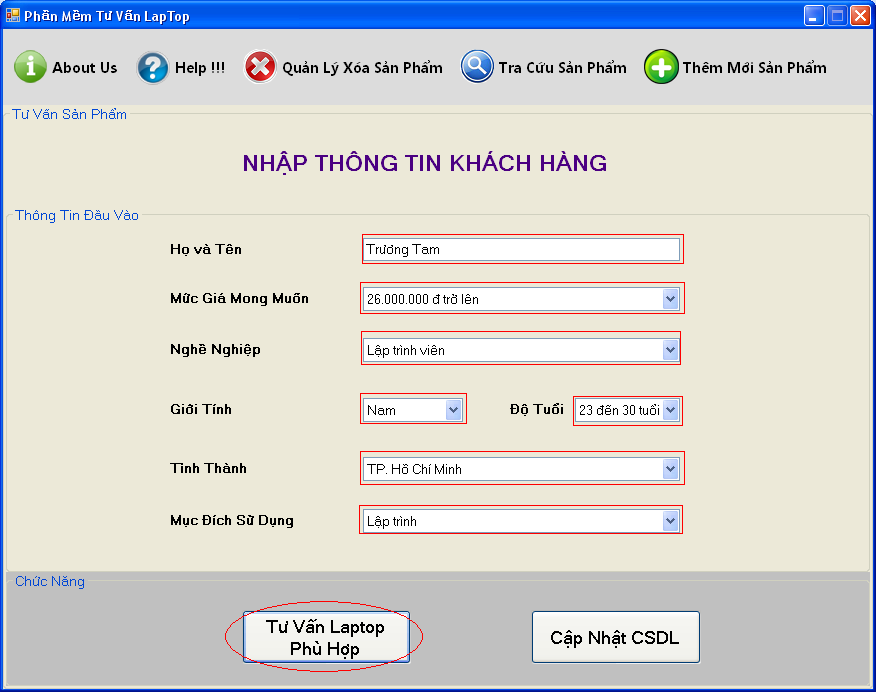 Phần Mềm Tư Vấn LapTop
About Us Help !!! Quản Lý Xóa Sản Phẩm Tra Cứu Sản Phẩm Thêm Mới Sản Phẩm
Tư Vấn Sản Phẩm
NHẬP THÔNG TIN KHÁCH HÀNG
Thông Tin Đầu Vào
Họ và Tên Trương Tam
Mức Giá Mong Muốn 26.000.000 đ trở lên
Nghề Nghiệp Lập trình viên
Giới Tính Nam Độ Tuổi 23 đến 30 tuổi
Tỉnh Thành TP. Hồ Chí Minh
Mục Đích Sử Dụng Lập trình
Chức Năng
Tư Vấn Laptop
Phù Hợp
Cập Nhật CSDL